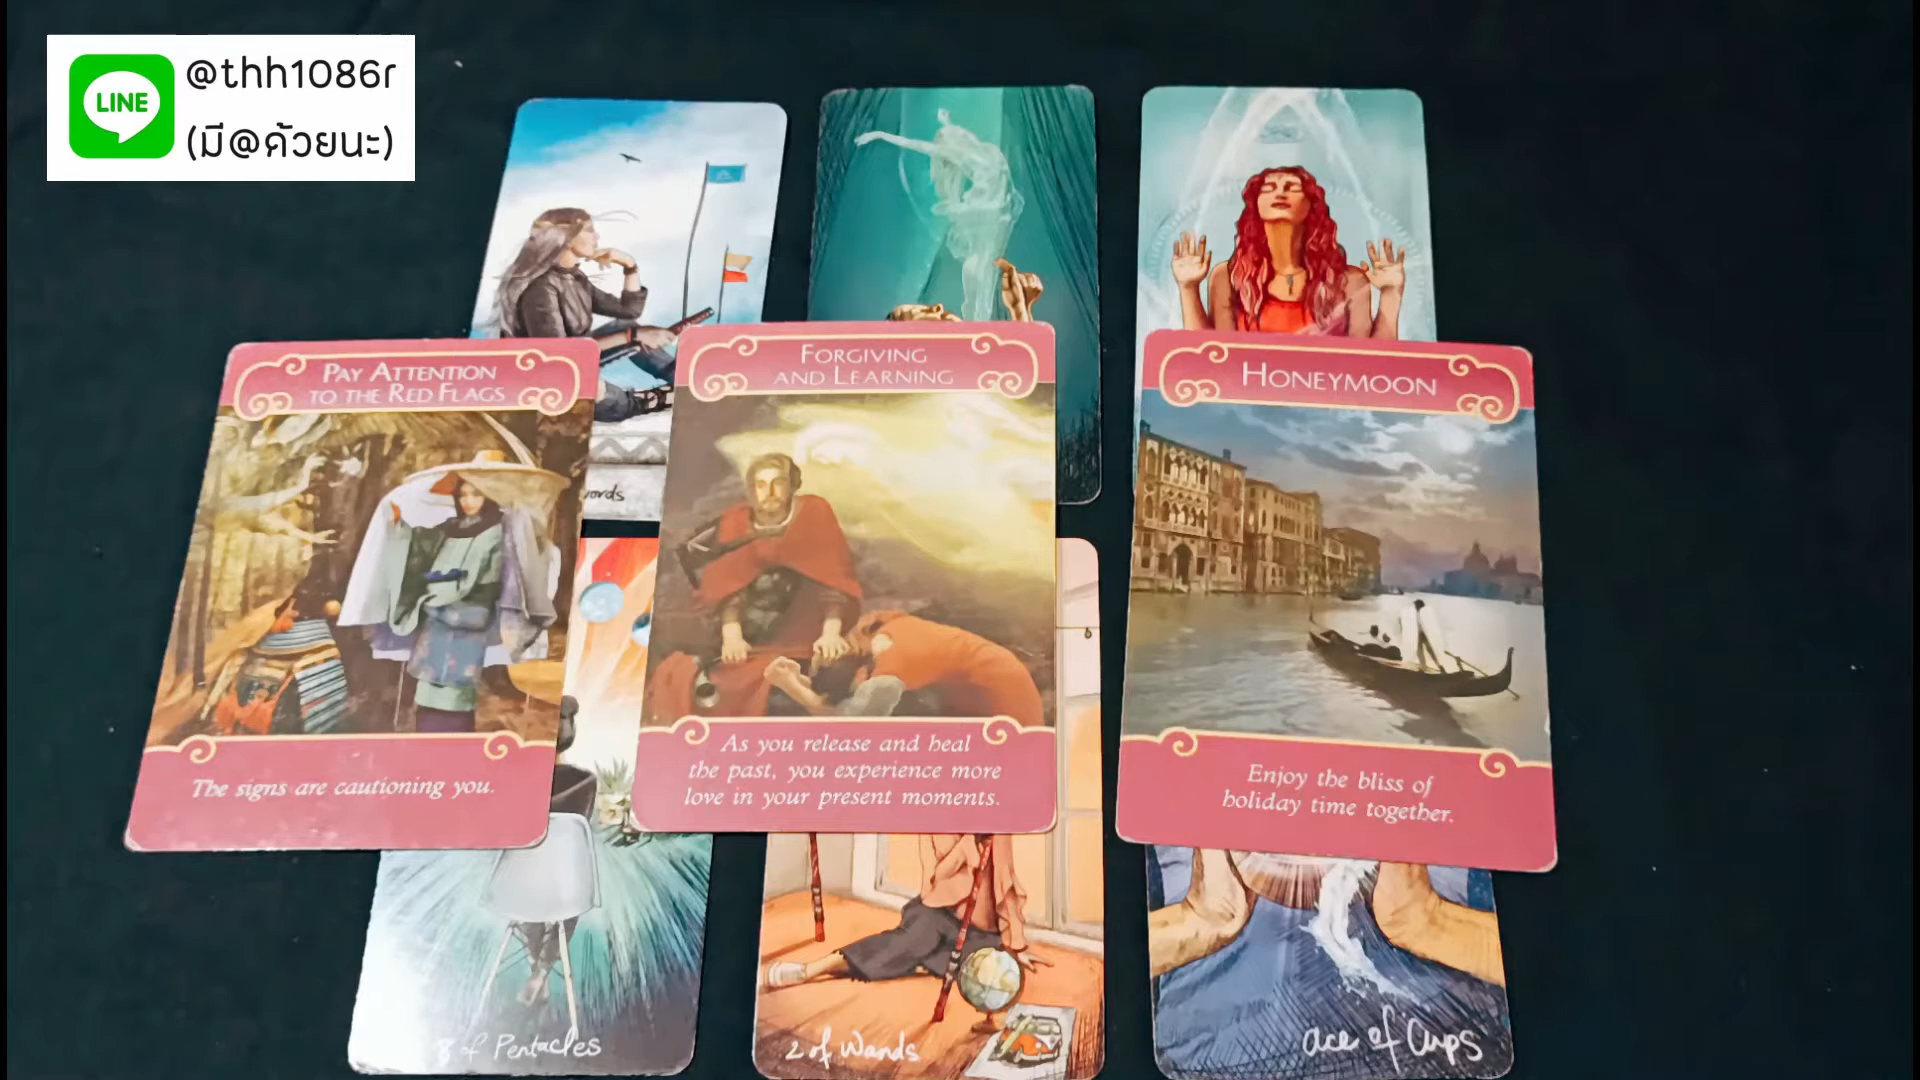 LINE
@thh1086r
(มี@ด้วยนะ)
PAY ATTENTION
TO THE RED FLAGS
The signs are cautioning you.
FORGIVING
AND LEARNING
As you release and heal
the past, you experience more
love in your present moments.
HONEYMOON
Enjoy the bliss of
holiday time together.
8 of Pentacles
2 of Wands
ace of Cups